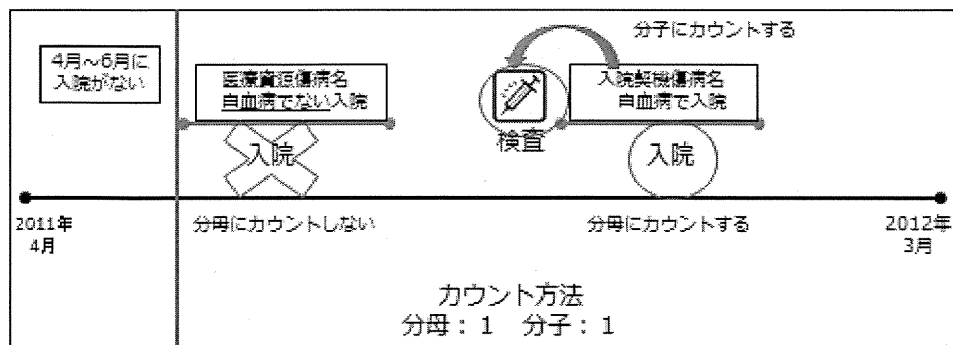 分子にカウントする
4月～6月に
入院がない
医療資源傷病名
白血病でない入院
入院契機傷病名
白血病で入院
検査
入院
入院
2011年
4月
分母にカウントしない
分母にカウントする
2012年
3月
カウント方法
分母：1　分子：1